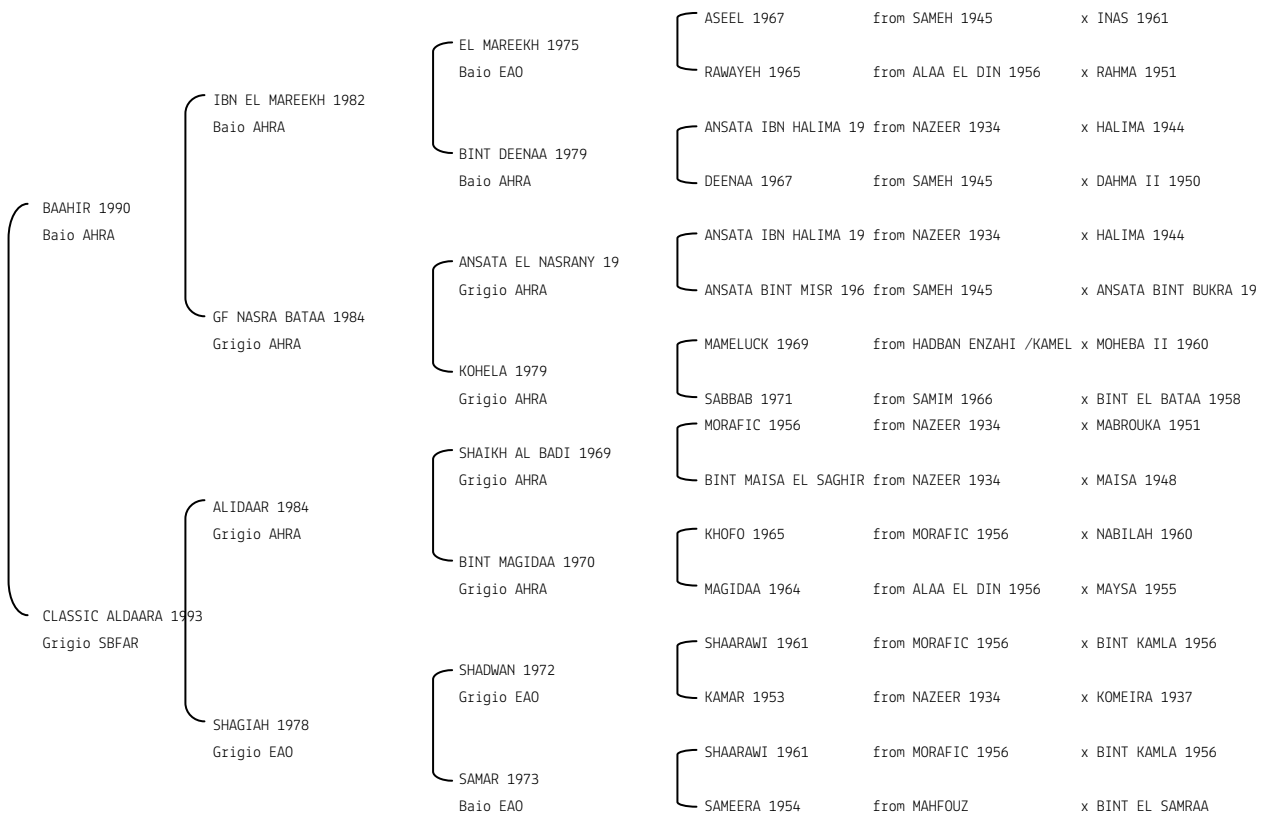 ASEEL 1967 from SAMEH 1945 x INAS 1961
EL MAREEKH 1975
Baio EAO RAWAYEH 1965 from ALAA EL DIN 1956 x RAHMA 1951
IBN EL MAREEKH 1982
Baio AHRA ANSATA IBN HALIMA 19 from NAZEER 1934 x HALIMA 1944
BINT DEENAA 1979
Baio AHRA DEENAA 1967 from SAMEH 1945 x DAHMA II 1950
BAAHIR 1990
Baio AHRA ANSATA IBN HALIMA 19 from NAZEER 1934 x HALIMA 1944
ANSATA EL NASRANY 19
Grigio AHRA ANSATA BINT MISR 196 from SAMEH 1945 x ANSATA BINT BUKRA 19
GF NASRA BATAA 1984
Grigio AHRA MAMELUCK 1969 from HADBAN ENZAHI /KAMEL x MOHEBA II 1960
KOHELA 1979
Grigio AHRA SABBAB 1971 from SAMIM 1966 x BINT EL BATAA 1958
MORAFIC 1956 from NAZEER 1934 x MABROUKA 1951
SHAIKH AL BADI 1969
Grigio AHRA BINT MAISA EL SAGHIR from NAZEER 1934 x MAISA 1948
ALIDAAR 1984
Grigio AHRA KHOFO 1965 from MORAFIC 1956 x NABILAH 1960
BINT MAGIDAA 1970
Grigio AHRA MAGIDAA 1964 from ALAA EL DIN 1956 x MAYSA 1955
CLASSIC ALDAARA 1993
Grigio SBFAR SHAARAWI 1961 from MORAFIC 1956 x BINT KAMLA 1956
SHADWAN 1972
Grigio EAO KAMAR 1953 from NAZEER 1934 x KOMEIRA 1937
SHAGIAH 1978
Grigio EAO SHAARAWI 1961 from MORAFIC 1956 x BINT KAMLA 1956
SAMAR 1973
Baio EAO SAMEERA 1954 from MAHFOUZ x BINT EL SAMRAA